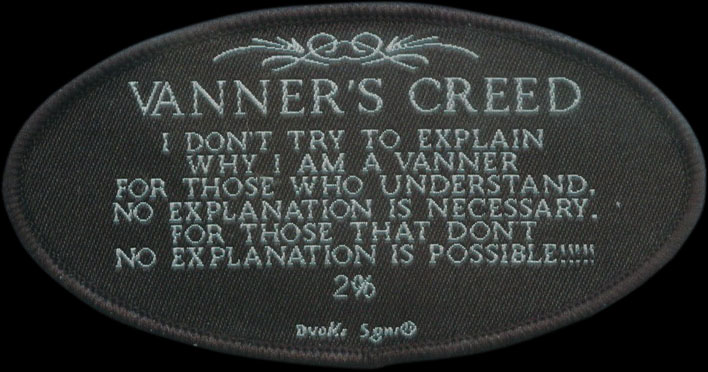 VANNER'S CREED
I DON'T TRY TO EXPLAIN
WHY I AM A VANNER
FOR THOSE WHO UNDERSTAND,
NO EXPLANATION IS NECESSARY.
FOR THOSE THAT DON'T
NO EXPLANATION IS POSSIBLE!!!!!
2%